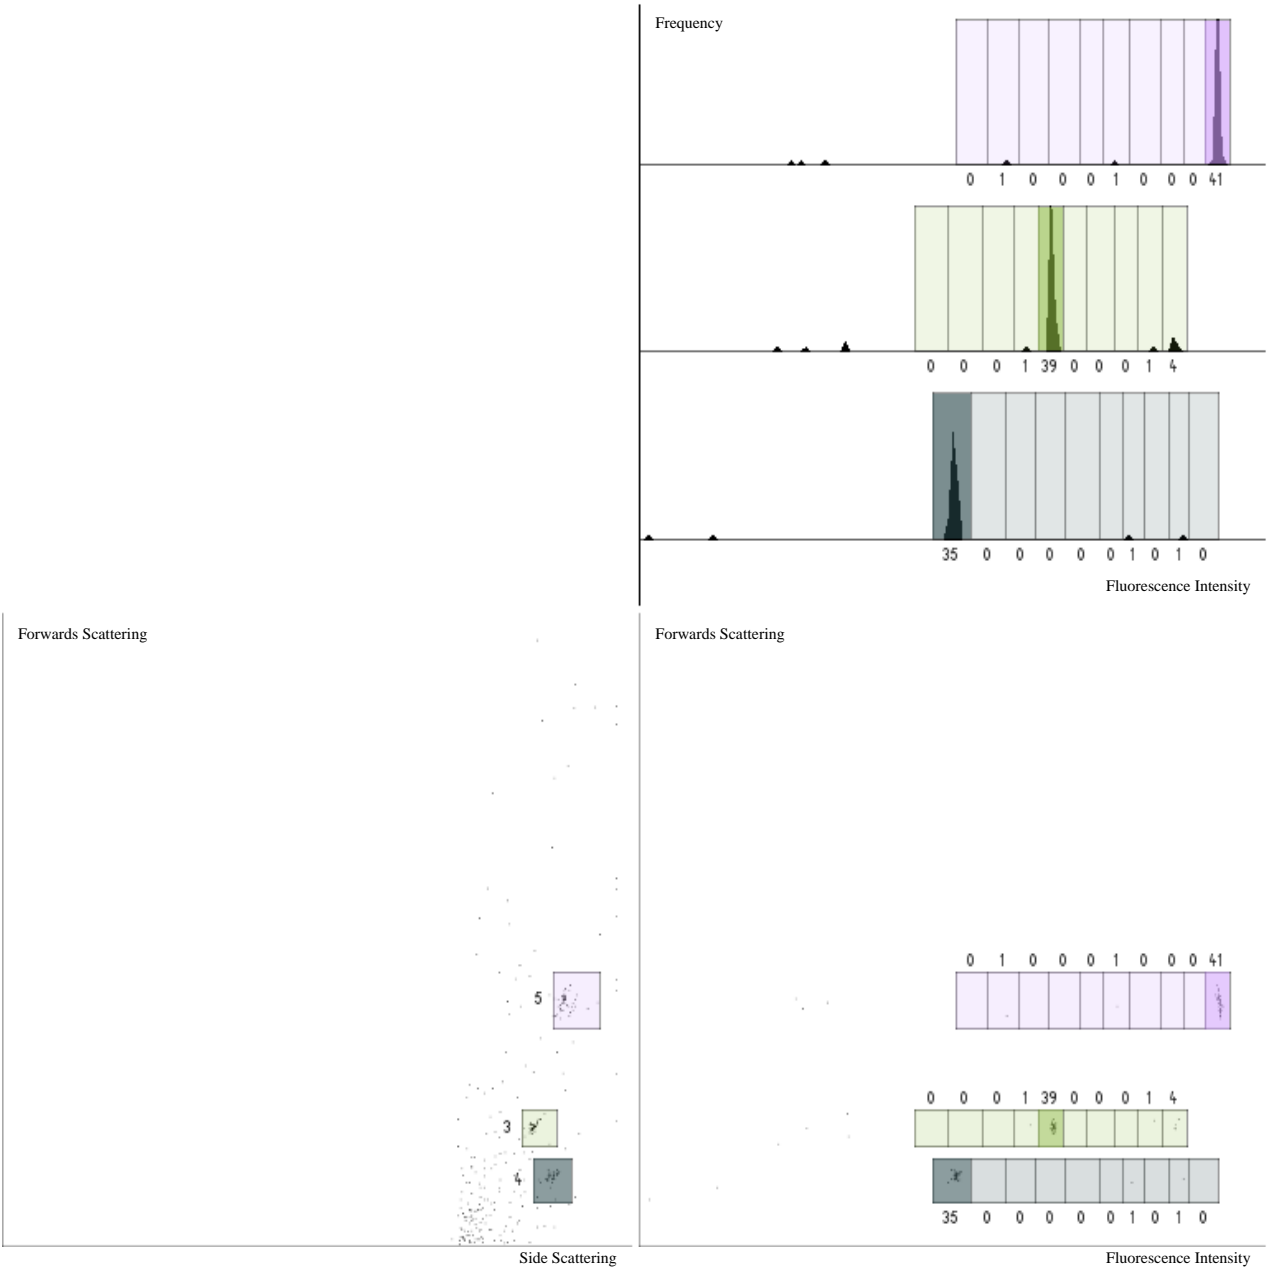 Frequency
0 1 0 0 0 1 0 0 0 41
0 0 0 1 39 0 0 0 1 4
35 0 0 0 0 0 1 0 1 0
Fluorescence Intensity
Forwards Scattering
5
3
4
Side Scattering
Forwards Scattering
0 1 0 0 0 1 0 0 0 41
0 0 0 1 39 0 0 0 1 4
35 0 0 0 0 0 1 0 1 0
Fluorescence Intensity